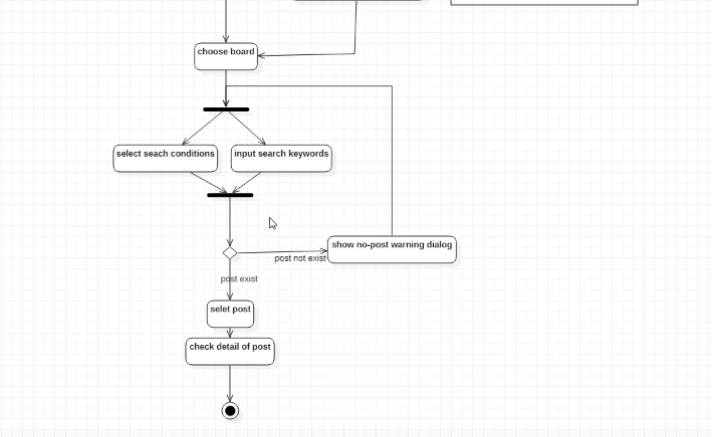 choose board
select seach conditions
input search keywords
show no-post warning dialog
post not exist
post exist
selet post
check detail of post